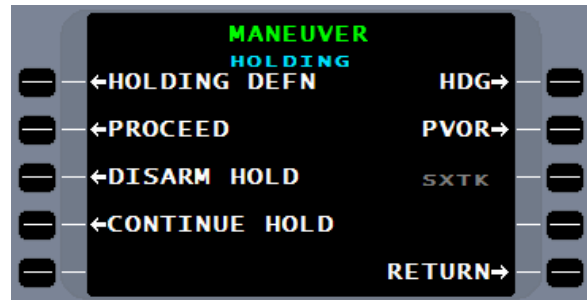 MANEUVER
HOLDING
←HOLDING DEFN HDG→
←PROCEED PVOR→
←DISARM HOLD SXTK
←CONTINUE HOLD
RETURN→